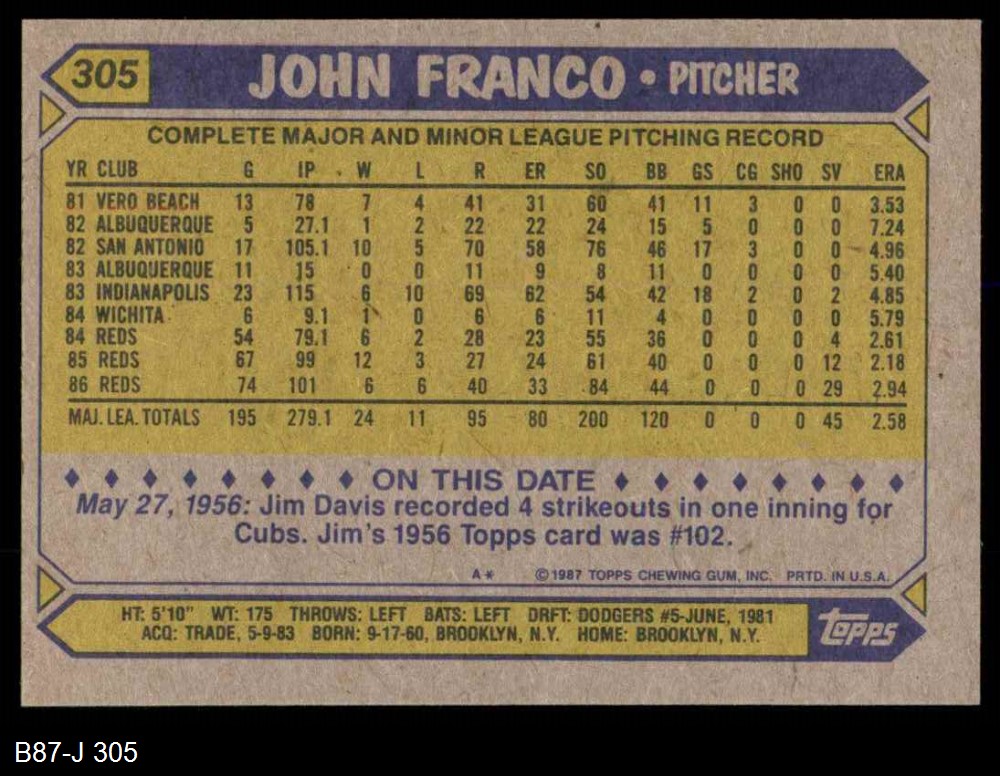 305 JOHN FRANCO • PITCHER
COMPLETE MAJOR AND MINOR LEAGUE PITCHING RECORD
YR CLUB G IP W L R ER SO BB GS CG SHO SV ERA
81 VERO BEACH 13 78 7 4 41 31 60 41 11 3 0 0 3.53
82 ALBUQUERQUE 5 27.1 1 2 22 22 24 15 5 0 0 0 7.24
82 SAN ANTONIO 17 105.1 10 5 70 58 76 46 17 3 0 0 4.96
83 ALBUQUERQUE 11 15 0 0 11 9 8 11 0 0 0 0 5.40
83 INDIANAPOLIS 23 115 6 10 69 62 54 42 18 2 0 2 4.85
84 WICHITA 6 9.1 1 0 6 6 11 4 0 0 0 0 5.79
84 REDS 54 79.1 6 2 28 23 55 36 0 0 0 4 2.61
85 REDS 67 99 12 3 27 24 61 40 0 0 0 12 2.18
86 REDS 74 101 6 6 40 33 84 44 0 0 0 29 2.94
MAJ. LEA. TOTALS 195 279.1 24 11 95 80 200 120 0 0 0 45 2.58
♦ ♦ ♦ ♦ ♦ ♦ ♦ ♦ ON THIS DATE ♦ ♦ ♦ ♦ ♦ ♦ ♦ ♦
May 27, 1956: Jim Davis recorded 4 strikeouts in one inning for
Cubs. Jim's 1956 Topps card was #102.
A* ©1987 TOPPS CHEWING GUM, INC. PRTD. IN U.S.A.
HT: 5'10" WT: 175 THROWS: LEFT BATS: LEFT DRFT: DODGERS #5-JUNE, 1981
ACQ: TRADE, 5-9-83 BORN: 9-17-60, BROOKLYN, N.Y. HOME: BROOKLYN, N.Y.
TOPPS
B87-J 305